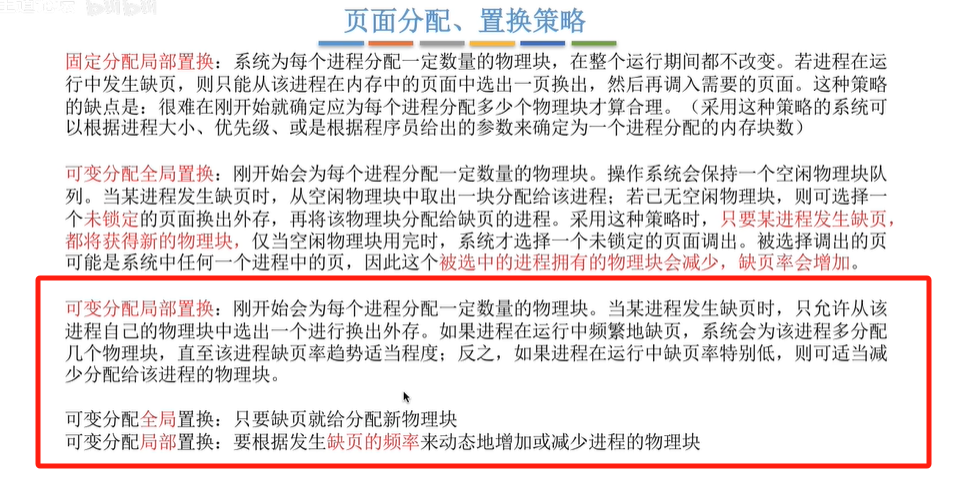 页面分配、置换策略
固定分配局部置换：系统为每个进程分配一定数量的物理块，在整个运行期间都不改变。若进程在运
行中发生缺页，则只能从该进程在内存中的页面中选出一页换出，然后再调入需要的页面。这种策略
的缺点是：很难在刚开始就确定应为每个进程分配多少个物理块才算合理。（采用这种策略的系统可
以根据进程大小、优先级、或是根据程序员给出的参数来确定为一个进程分配的内存块数）
可变分配全局置换：刚开始会为每个进程分配一定数量的物理块。操作系统会保持一个空闲物理块队
列。当某进程发生缺页时，从空闲物理块中取出一块分配给该进程；若已无空闲物理块，则可选择一
个未锁定的页面换出外存，再将该物理块分配给缺页的进程。采用这种策略时，只要某进程发生缺页，
都将获得新的物理块，仅当空闲物理块用完时，系统才选择一个未锁定的页面调出。被选择调出的页
可能是系统中任何一个进程中的页，因此这个被选中的进程拥有的物理块会减少，缺页率会增加。
可变分配局部置换：刚开始会为每个进程分配一定数量的物理块。当某进程发生缺页时，只允许从该
进程自己的物理块中选出一个进行换出外存。如果进程在运行中频繁地缺页，系统会为该进程多分配
几个物理块，直至该进程缺页率趋势适当程度；反之，如果进程在运行中缺页率特别低，则可适当减
少分配给该进程的物理块。
可变分配全局置换：只要缺页就给分配新物理块
可变分配局部置换：要根据发生缺页的频率来动态地增加或减少进程的物理块